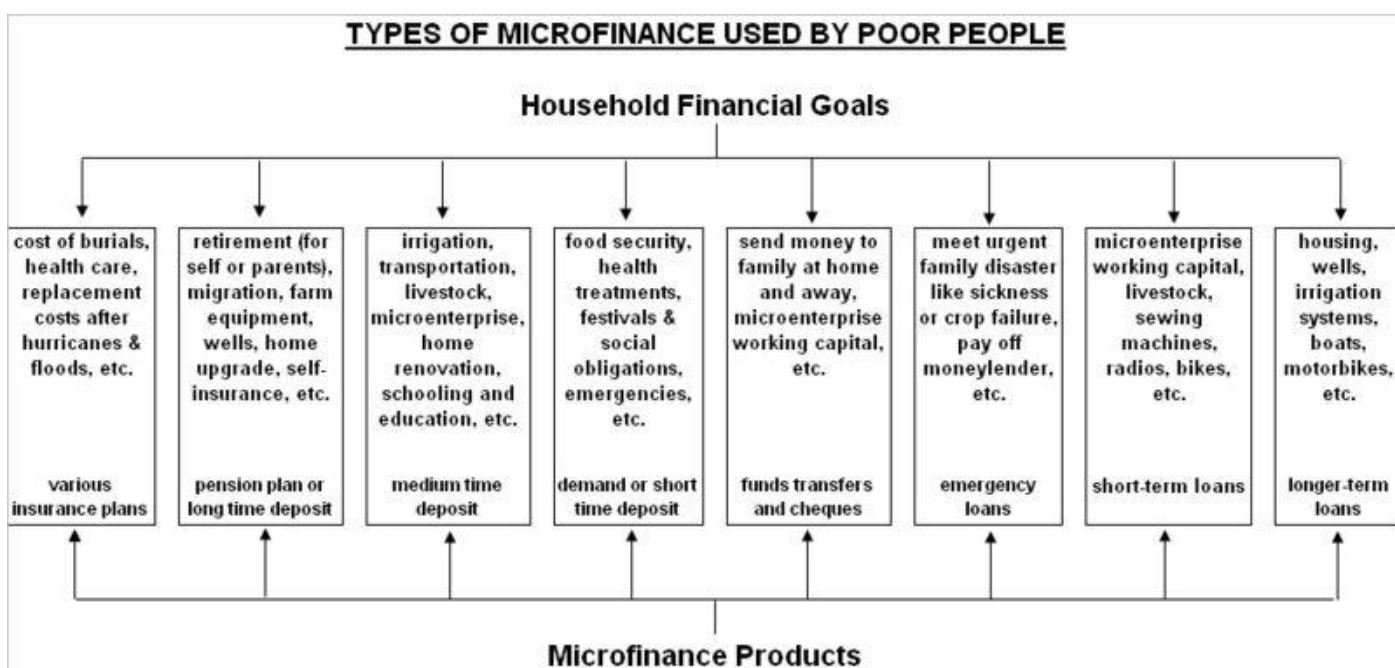 TYPES OF MICROFINANCE USED BY POOR PEOPLE
Household Financial Goals
cost of burials,
health care,
replacement
costs after
hurricanes &
floods, etc.
various
insurance plans
retirement (for
self or parents),
migration, farm
equipment,
wells, home
upgrade, self-
insurance, etc.
pension plan or
long time deposit
irrigation,
transportation,
livestock,
microenterprise,
home
renovation,
schooling and
education, etc.
medium time
deposit
food security,
health
treatments,
festivals &
social
obligations,
emergencies,
etc.
demand or short
time deposit
send money to
family at home
and away,
microenterprise
working capital,
etc.
funds transfers
and cheques
meet urgent
family disaster
like sickness
or crop failure,
pay off
moneylender,
etc.
emergency
loans
microenterprise
working capital,
livestock,
sewing
machines,
radios, bikes,
etc.
short-term loans
housing,
wells,
irrigation
systems,
boats,
motorbikes,
etc.
longer-term
loans
Microfinance Products